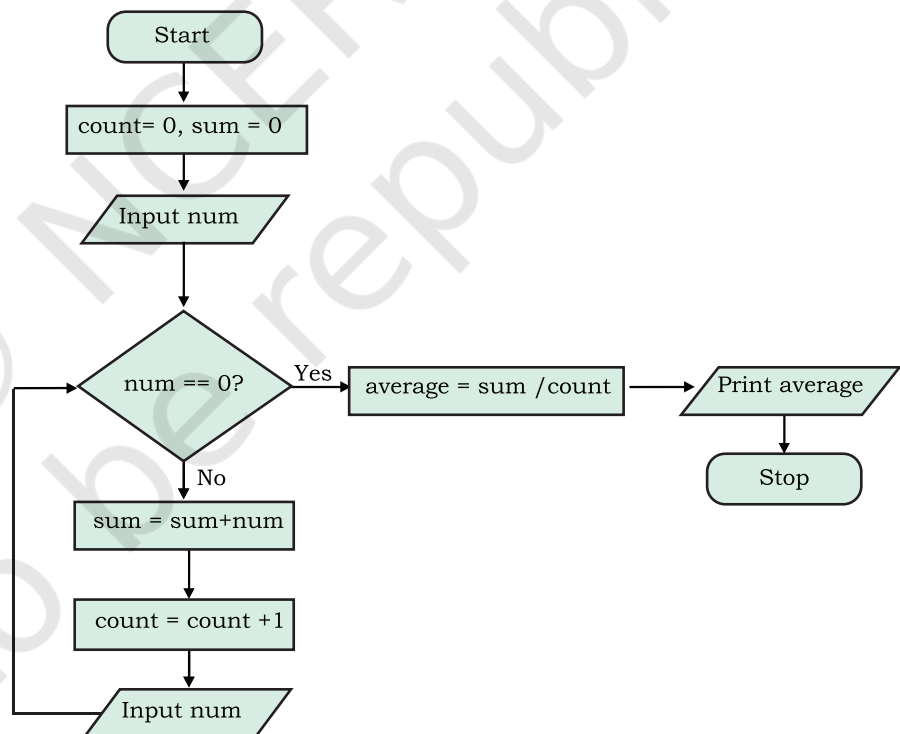 Start
count= 0, sum = 0
Input num
num == 0?
Yes
average = sum /count
Print average
Stop
No
sum = sum+num
count = count +1
Input num